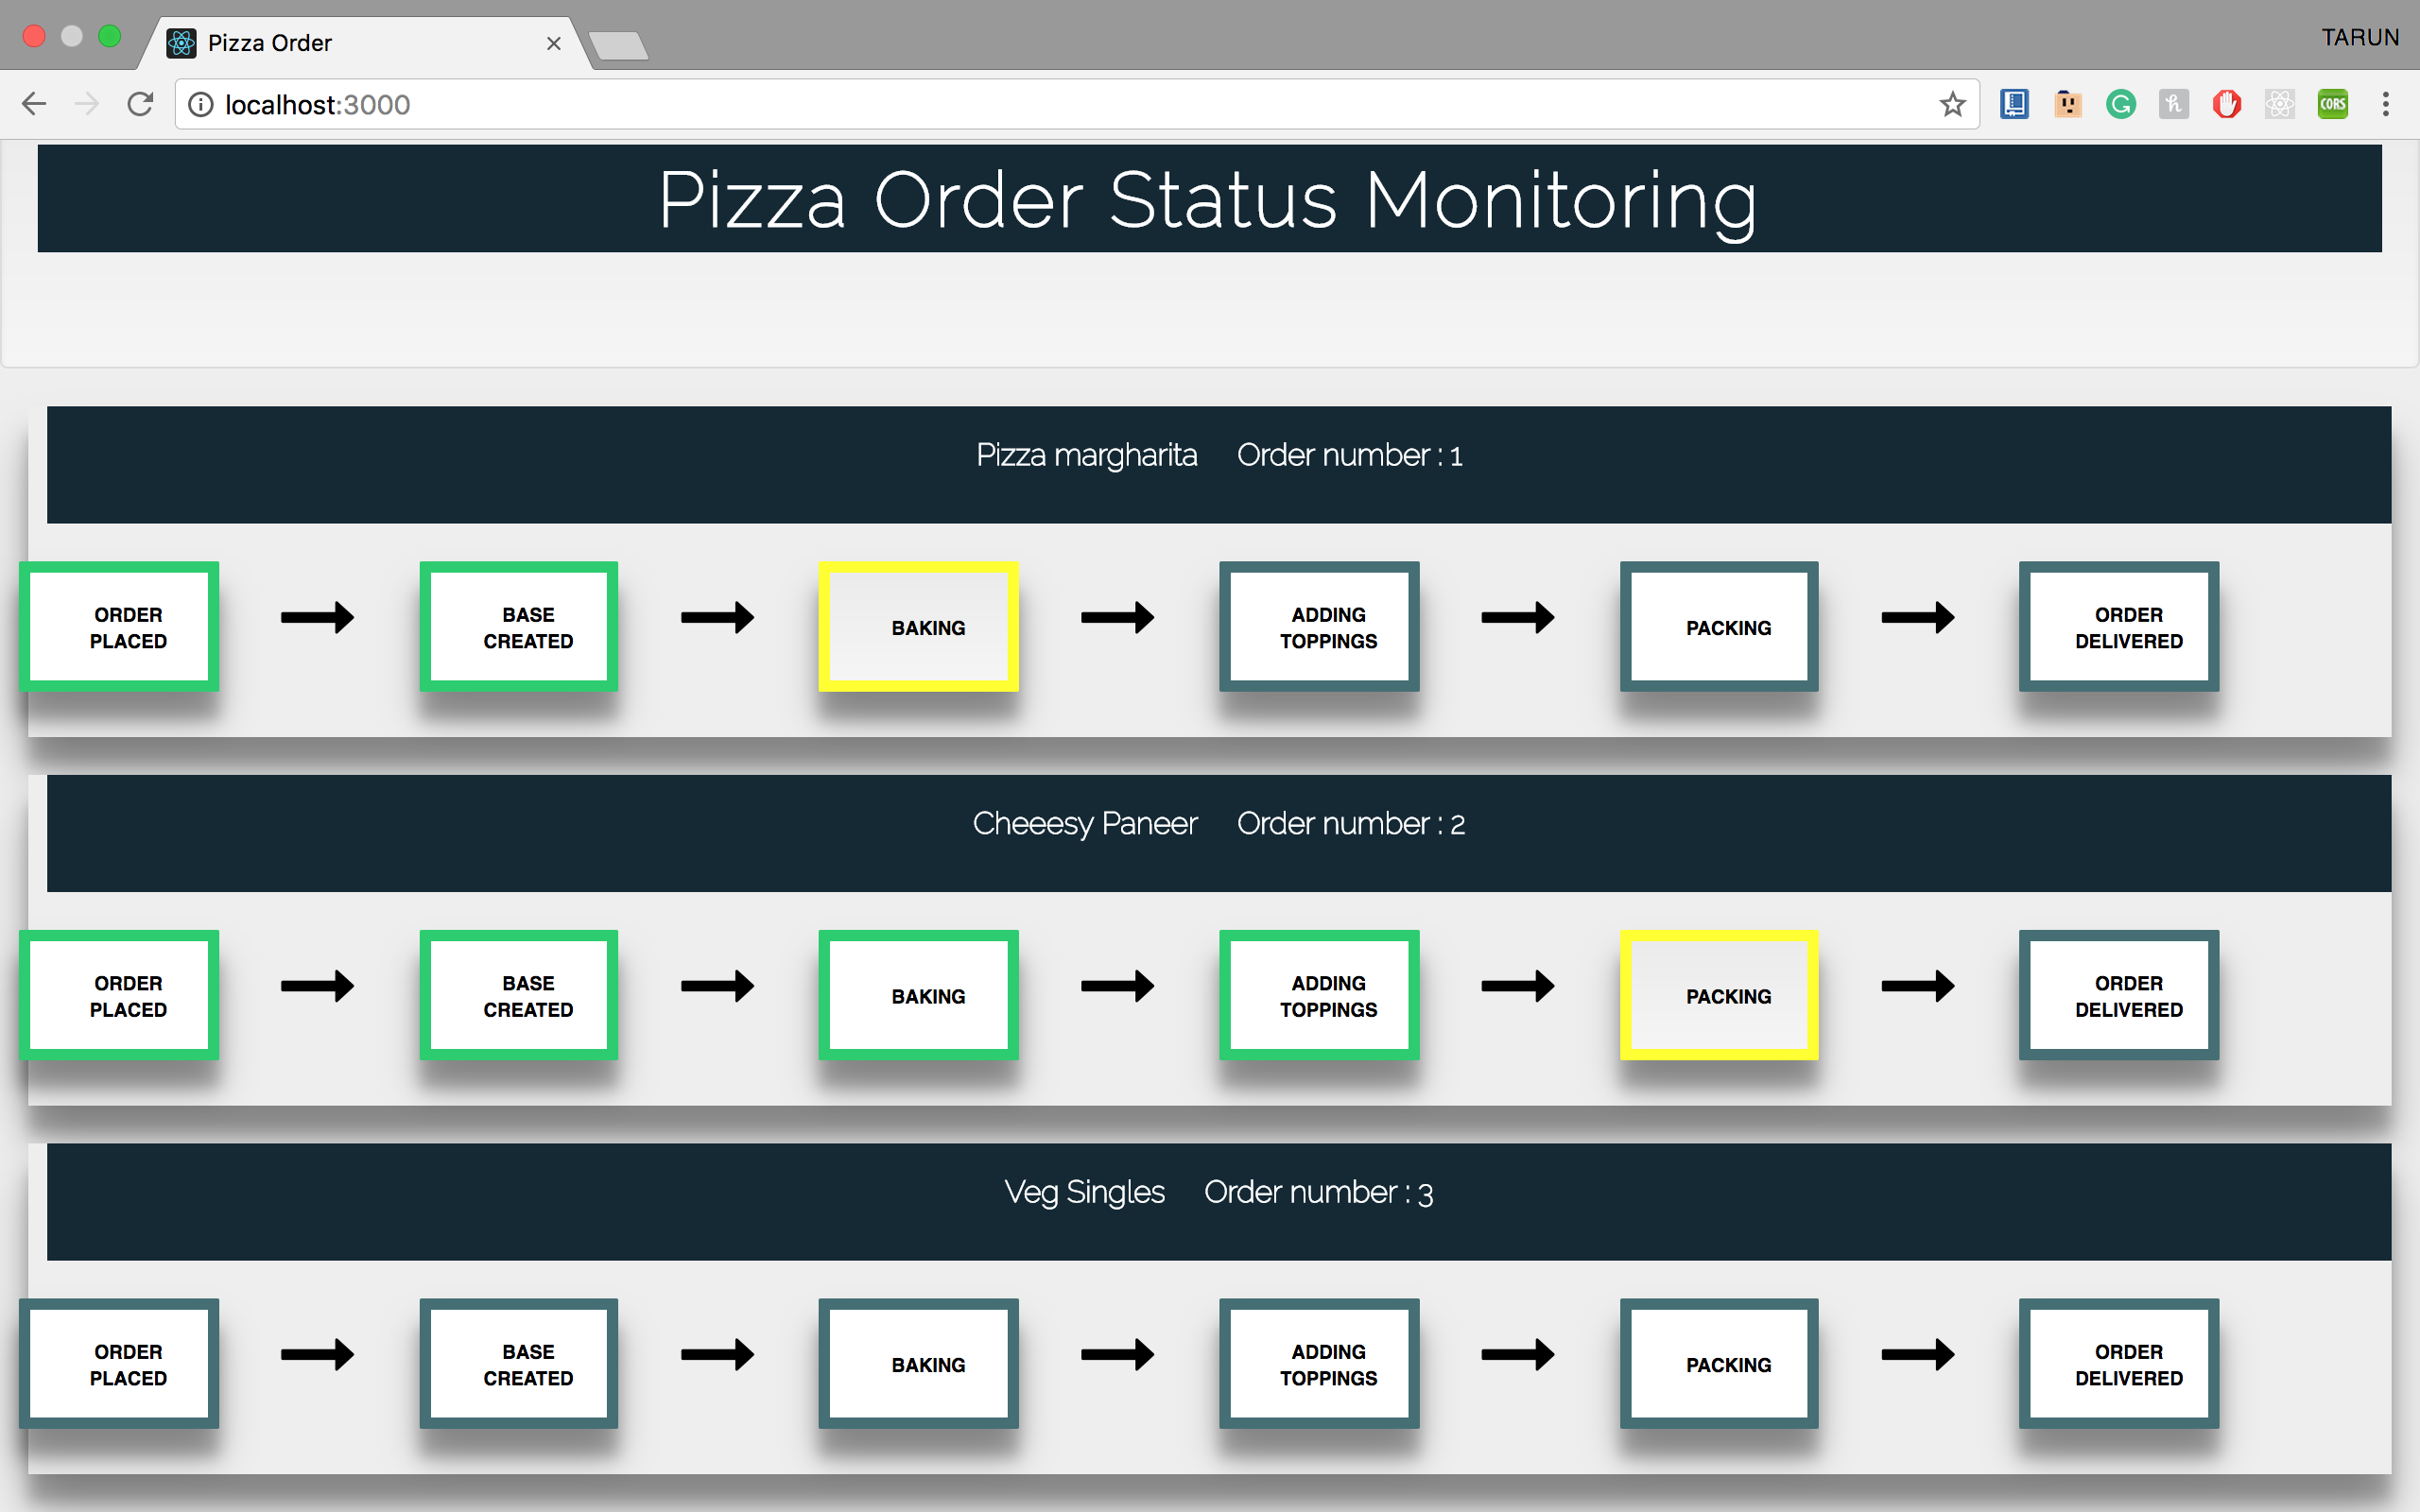 Pizza Order
TARUN
localhost:3000
CORS
Pizza Order Status Monitoring
Pizza margharita Order number : 1
ORDER PLACED
BASE CREATED
BAKING
ADDING TOPPINGS
PACKING
ORDER DELIVERED
Cheeesy Paneer Order number : 2
ORDER PLACED
BASE CREATED
BAKING
ADDING TOPPINGS
PACKING
ORDER DELIVERED
Veg Singles Order number : 3
ORDER PLACED
BASE CREATED
BAKING
ADDING TOPPINGS
PACKING
ORDER DELIVERED